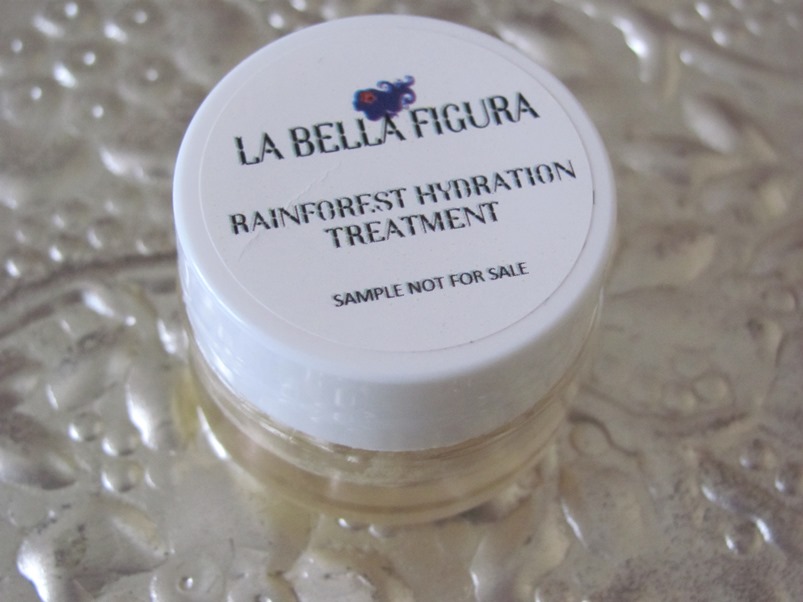 LA BELLA FIGURA
RAINFOREST HYDRATION
TREATMENT
SAMPLE NOT FOR SALE